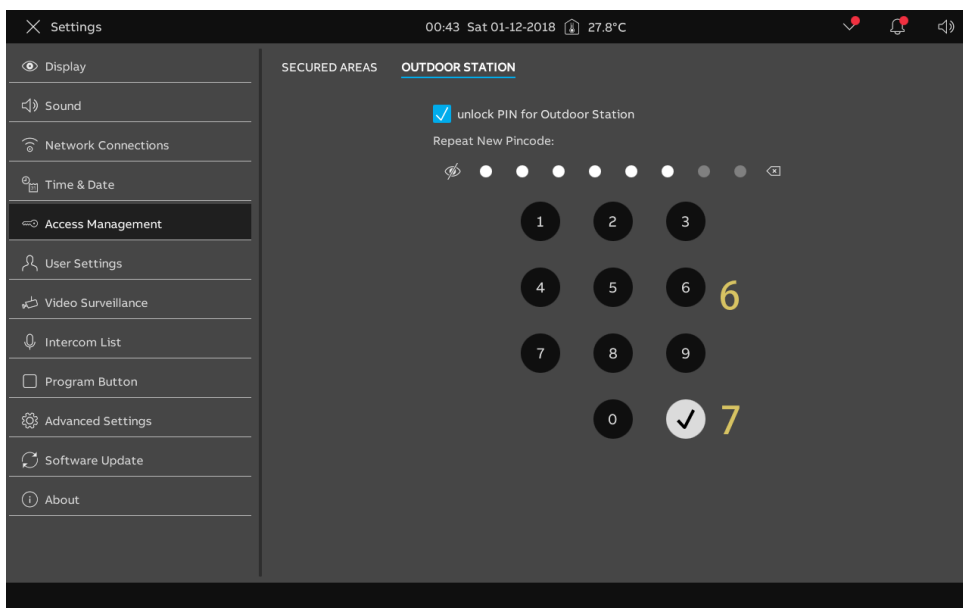 Settings
00:43 Sat 01-12-2018 27.8°C
Display
Sound
Network Connections
Time & Date
Access Management
User Settings
Video Surveillance
Intercom List
Program Button
Advanced Settings
Software Update
About
SECURED AREAS OUTDOOR STATION
unlock PIN for Outdoor Station
Repeat New Pincode:
1 2 3
4 5 6 6
7 8 9
0 7